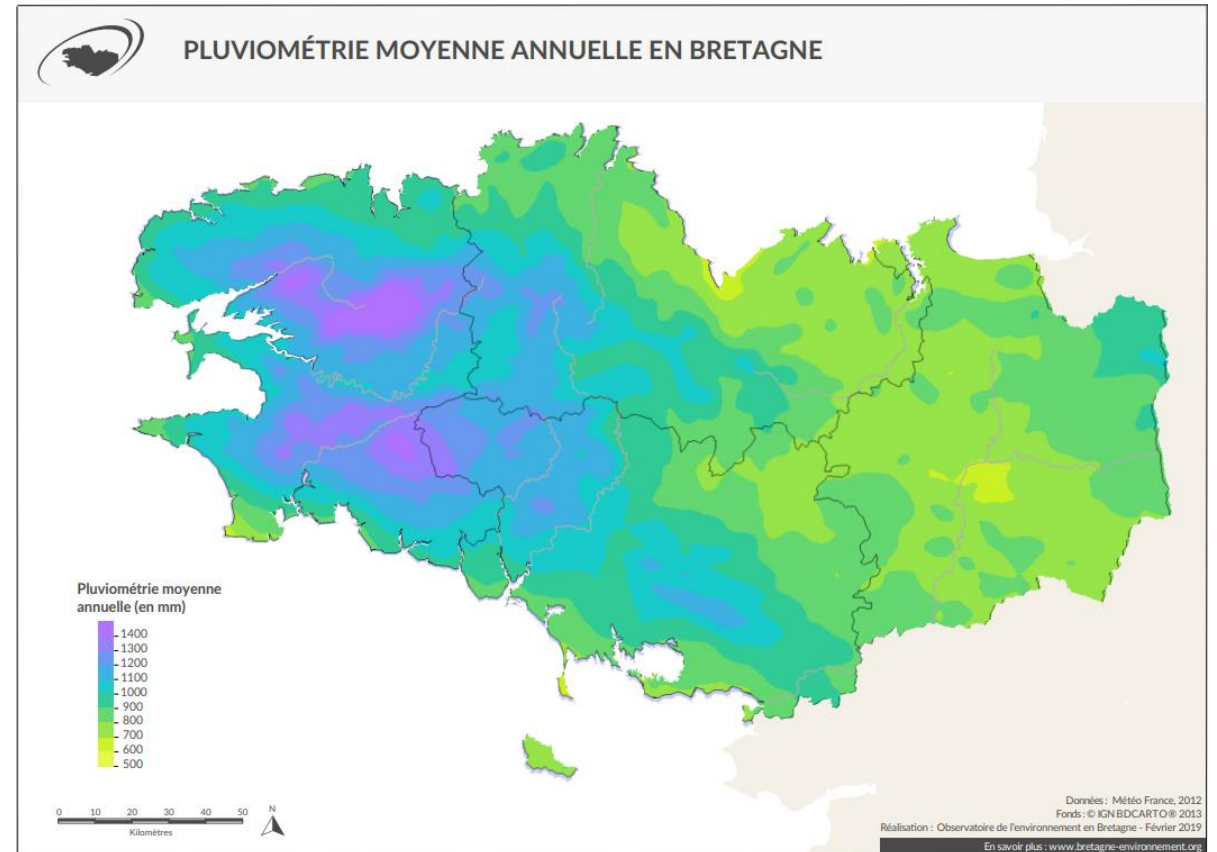 PLUVIOMÉTRIE MOYENNE ANNUELLE EN BRETAGNE
Pluviométrie moyenne
annuelle (en mm)
1400
1300
1200
1100
1000
900
800
700
600
500
0 10 20 30 40 50
Kilomètres
N
Données : Météo France, 2012
Fonds : © IGN BDCARTO® 2013
Réalisation : Observatoire de l'environnement en Bretagne - Février 2019
En savoir plus : www.bretagne-environnement.org